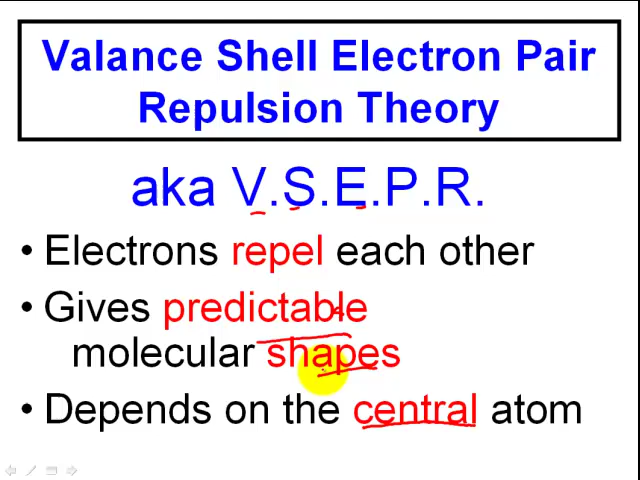 Valance Shell Electron Pair
Repulsion Theory
aka V.S.E.P.R.
• Electrons repel each other
• Gives predictable
molecular shapes
• Depends on the central atom